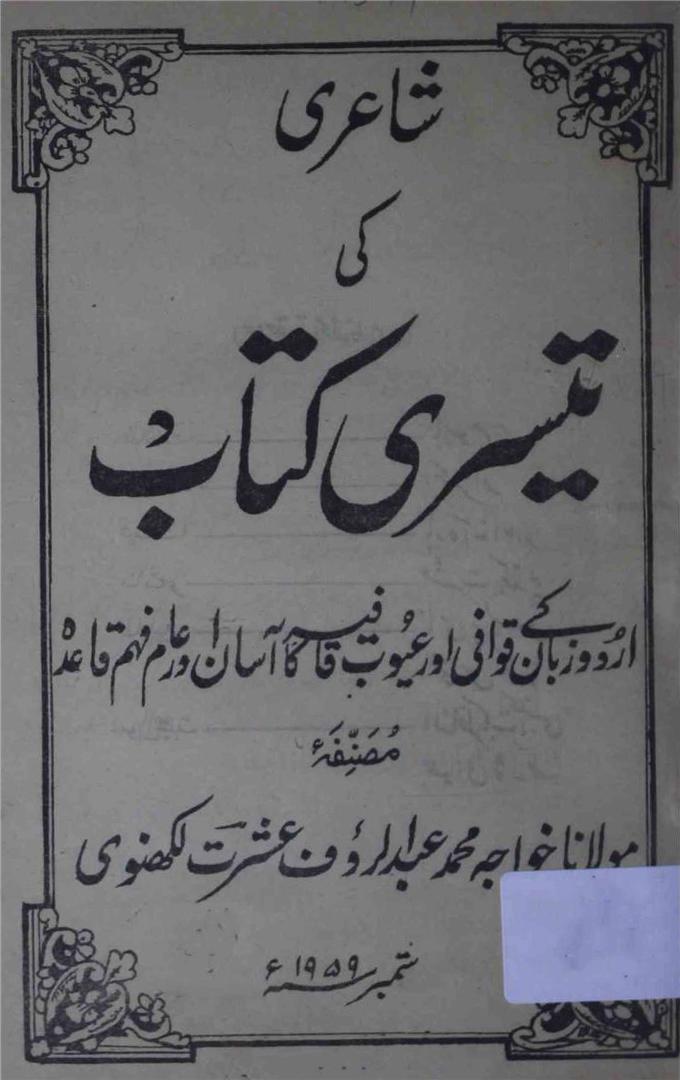 شاعری
کی
تیسری کتاب
اردو زبان کے قوافی اور عیوب قافیہ کا آسان اور عام فہم قاعدہ
مُصَنِّفَۂ
مولانا خواجہ محمد عبدالرؤف عشرت لکھنوی
ستمبر ۱۹۵۹ء